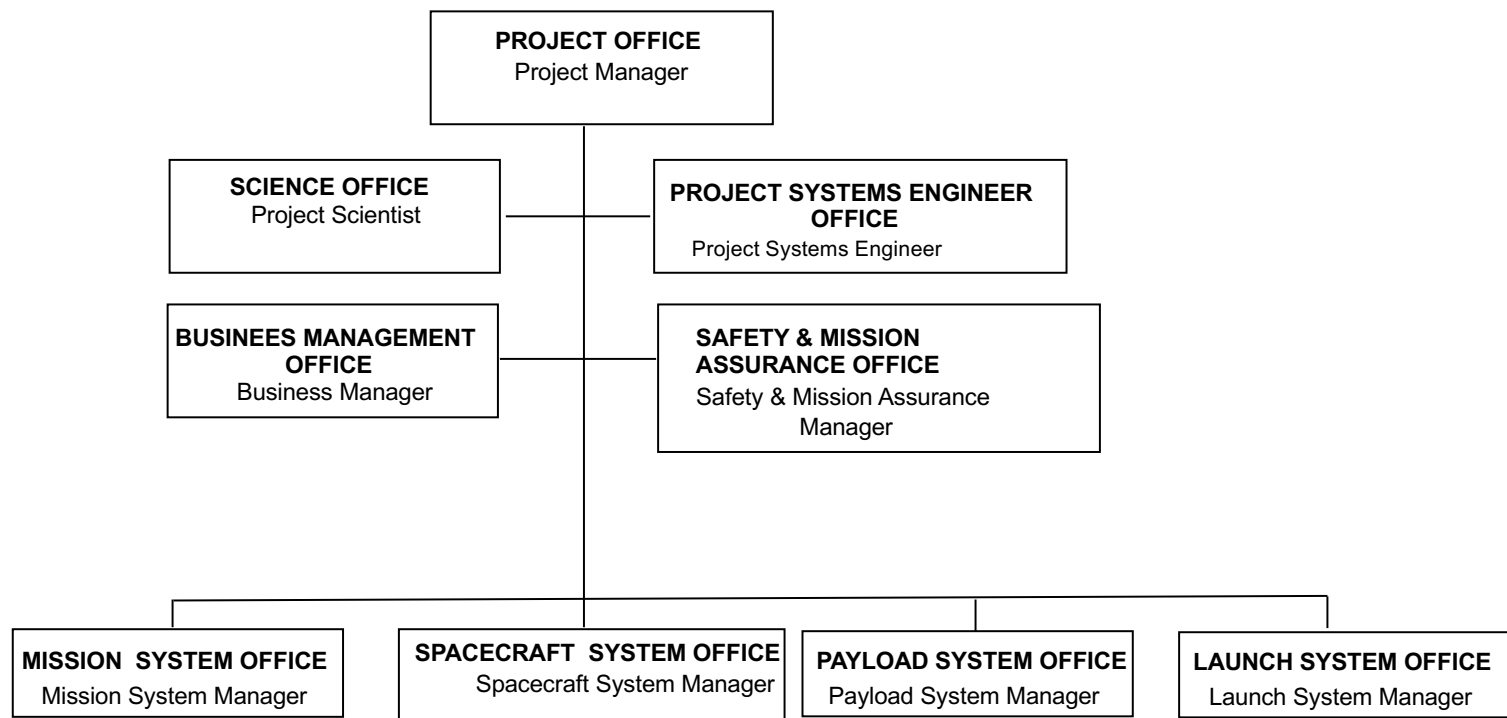 PROJECT OFFICE
Project Manager
SCIENCE OFFICE
Project Scientist
PROJECT SYSTEMS ENGINEER
OFFICE
Project Systems Engineer
BUSINEES MANAGEMENT
OFFICE
Business Manager
SAFETY & MISSION
ASSURANCE OFFICE
Safety & Mission Assurance
Manager
MISSION SYSTEM OFFICE
Mission System Manager
SPACECRAFT SYSTEM OFFICE
Spacecraft System Manager
PAYLOAD SYSTEM OFFICE
Payload System Manager
LAUNCH SYSTEM OFFICE
Launch System Manager